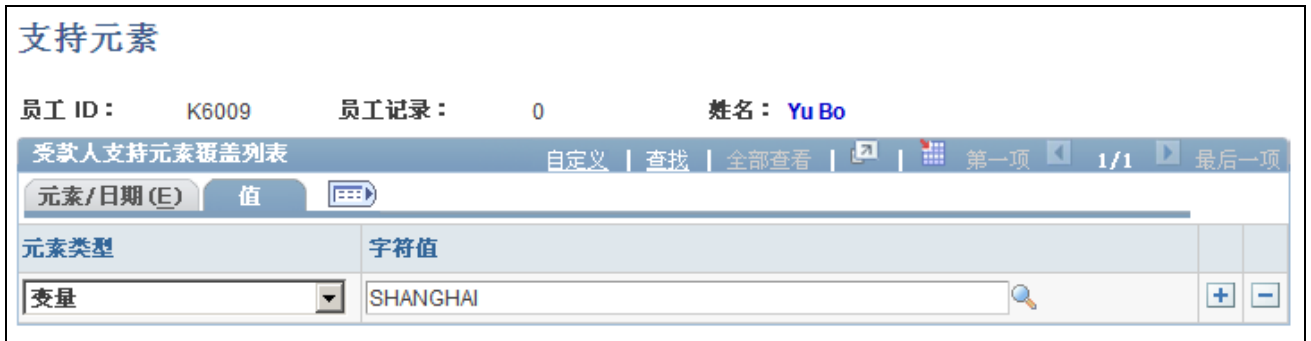 支持元素
员工 ID： K6009 员工记录： 0 姓名： Yu Bo
受款人支持元素覆盖列表 自定义 | 查找 | 全部查看 | | 第一项 1/1 最后一项
元素/日期(E) 值
元素类型 字符值
变量 SHANGHAI